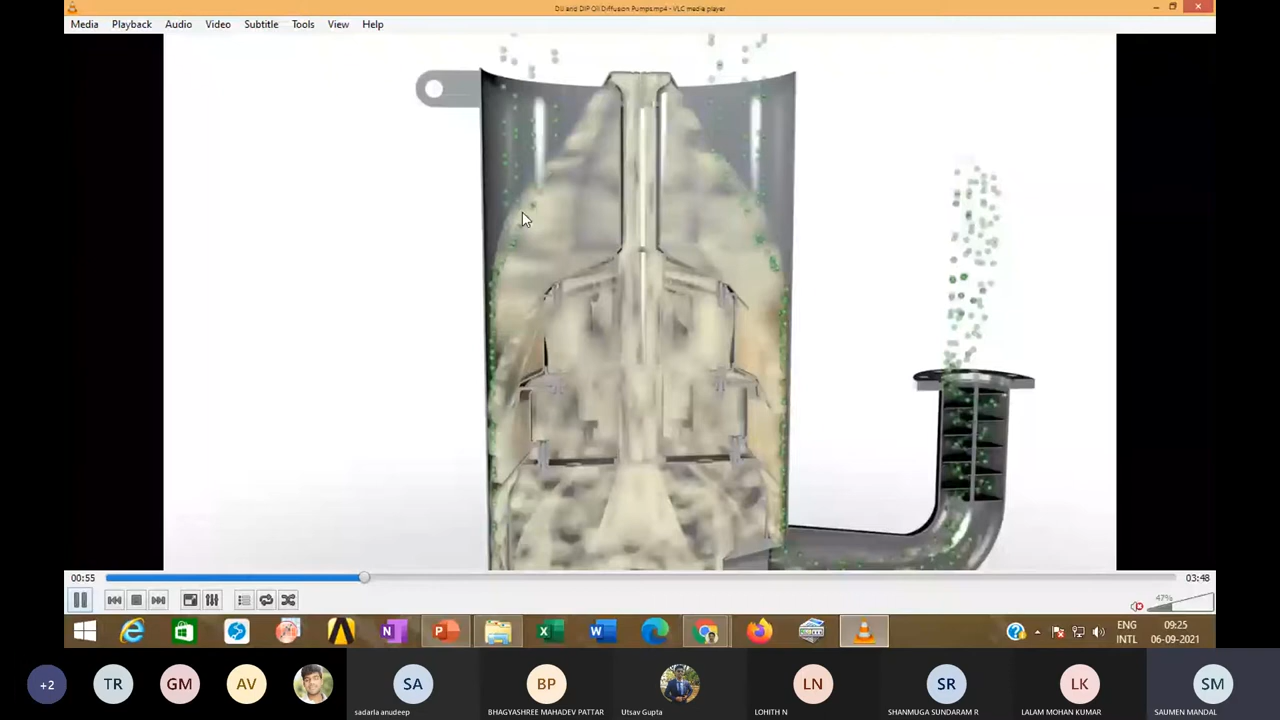 DIJ and DIP Oil Diffusion Pumps.mp4 - VLC media player
Media Playback Audio Video Subtitle Tools View Help
00:55
03:48
47%
ENG
INTL
09:25
06-09-2021
+2
TR
GM
AV
SA
BP
LN
SR
LK
SM
sadarla anudeep
BHAGYASHREE MAHADEV PATTAR
Utsav Gupta
LOHITH N
SHANMUGA SUNDARAM R
LALAM MOHAN KUMAR
SAUMEN MANDAL